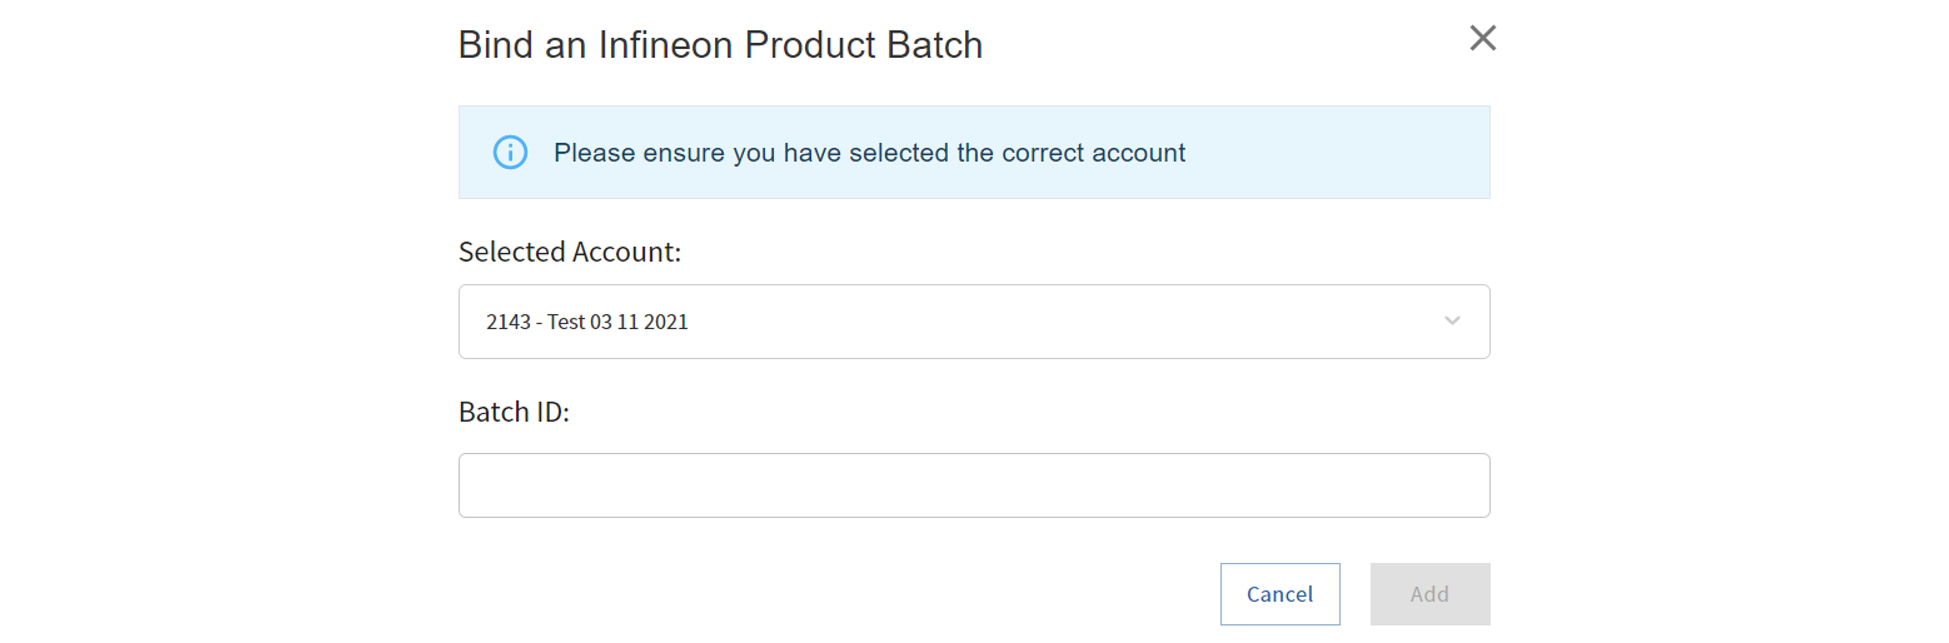 Bind an Infineon Product Batch
Please ensure you have selected the correct account
Selected Account:
2143 - Test 03 11 2021
Batch ID:
Cancel
Add